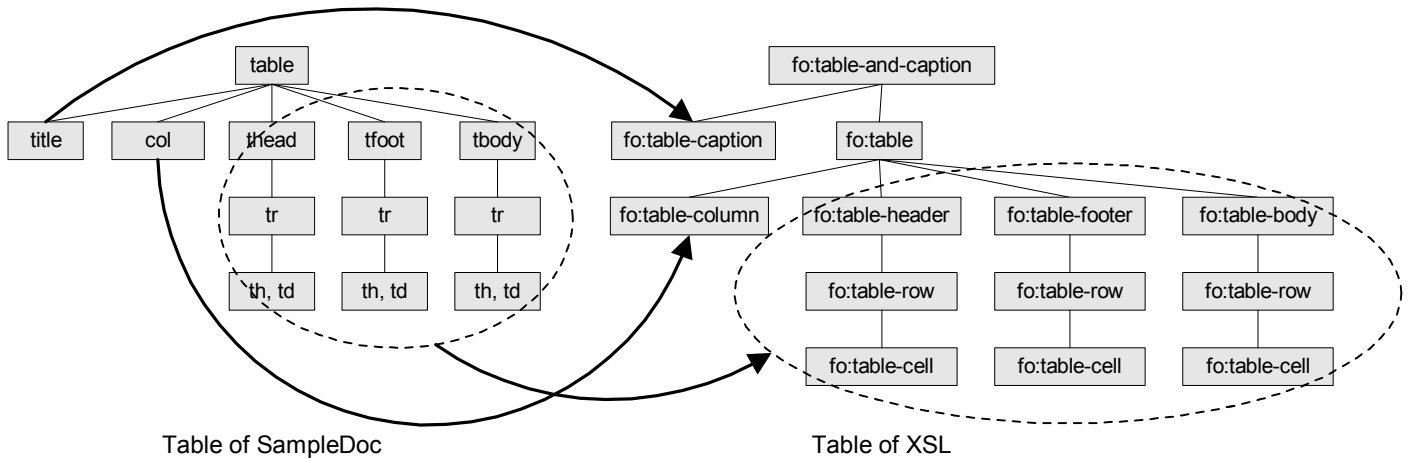 table
fo:table-and-caption
title
col
thead
tfoot
tbody
fo:table-caption
fo:table
tr
tr
tr
fo:table-column
fo:table-header
fo:table-footer
fo:table-body
th, td
th, td
th, td
fo:table-row
fo:table-row
fo:table-row
fo:table-cell
fo:table-cell
fo:table-cell
Table of SampleDoc
Table of XSL